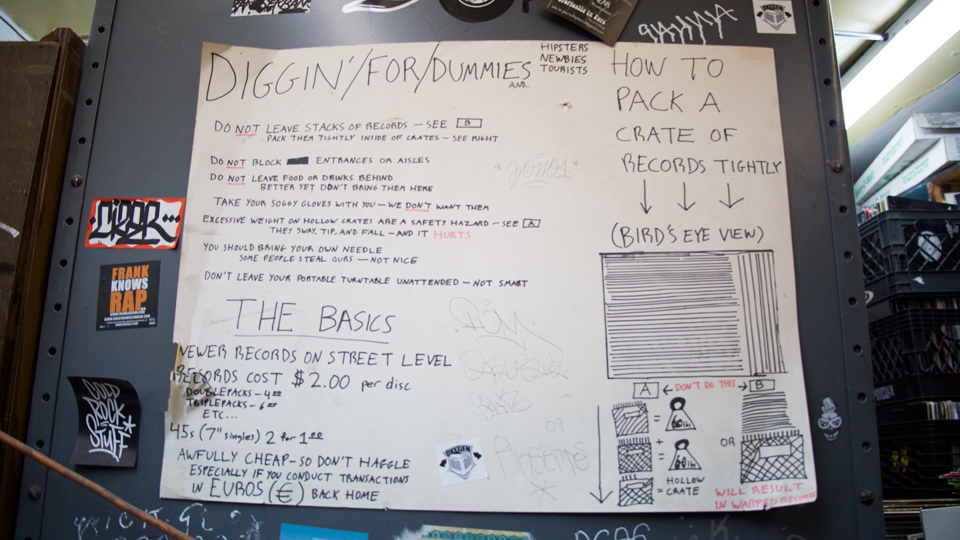 DIGGIN'/FOR/DUMMIES
AND..
HIPSTERS
NEWBIES
TOURISTS
DO NOT LEAVE STACKS OF RECORDS — SEE B
PACK THEM TIGHTLY INSIDE OF CRATES — SEE RIGHT
DO NOT BLOCK ENTRANCES OR AISLES
DO NOT LEAVE FOOD OR DRINKS BEHIND
BETTER YET DON'T BRING THEM HERE
TAKE YOUR SOGGY GLOVES WITH YOU — WE DON'T WANT THEM
EXCESSIVE WEIGHT ON HOLLOW CRATES ARE A SAFETY HAZARD — SEE A
THEY SWAY, TIP, AND FALL — AND IT HURTS
YOU SHOULD BRING YOUR OWN NEEDLE
SOME PEOPLE STEAL OURS — NOT NICE
DON'T LEAVE YOUR PORTABLE TURNTABLE UNATTENDED — NOT SMART
THE BASICS
NEWER RECORDS ON STREET LEVEL
RECORDS COST $2.00 per disc
DOUBLEPACKS — 4.00
TRIPLEPACKS — 6.00
ETC...
45s (7" singles) 2 for 1.00
AWFULLY CHEAP — SO DON'T HAGGLE
ESPECIALLY IF YOU CONDUCT TRANSACTIONS
IN EUROS (€) BACK HOME
HOW TO
PACK A
CRATE OF
RECORDS TIGHTLY
(BIRD'S EYE VIEW)
A ← DON'T DO THIS → B
=
60lb
+
=
60lb
OR
= HOLLOW
CRATE
WILL RESULT
IN WARPED RECORDS
FRANK
KNOWS
RAP
COLD
ROCK
STUFF